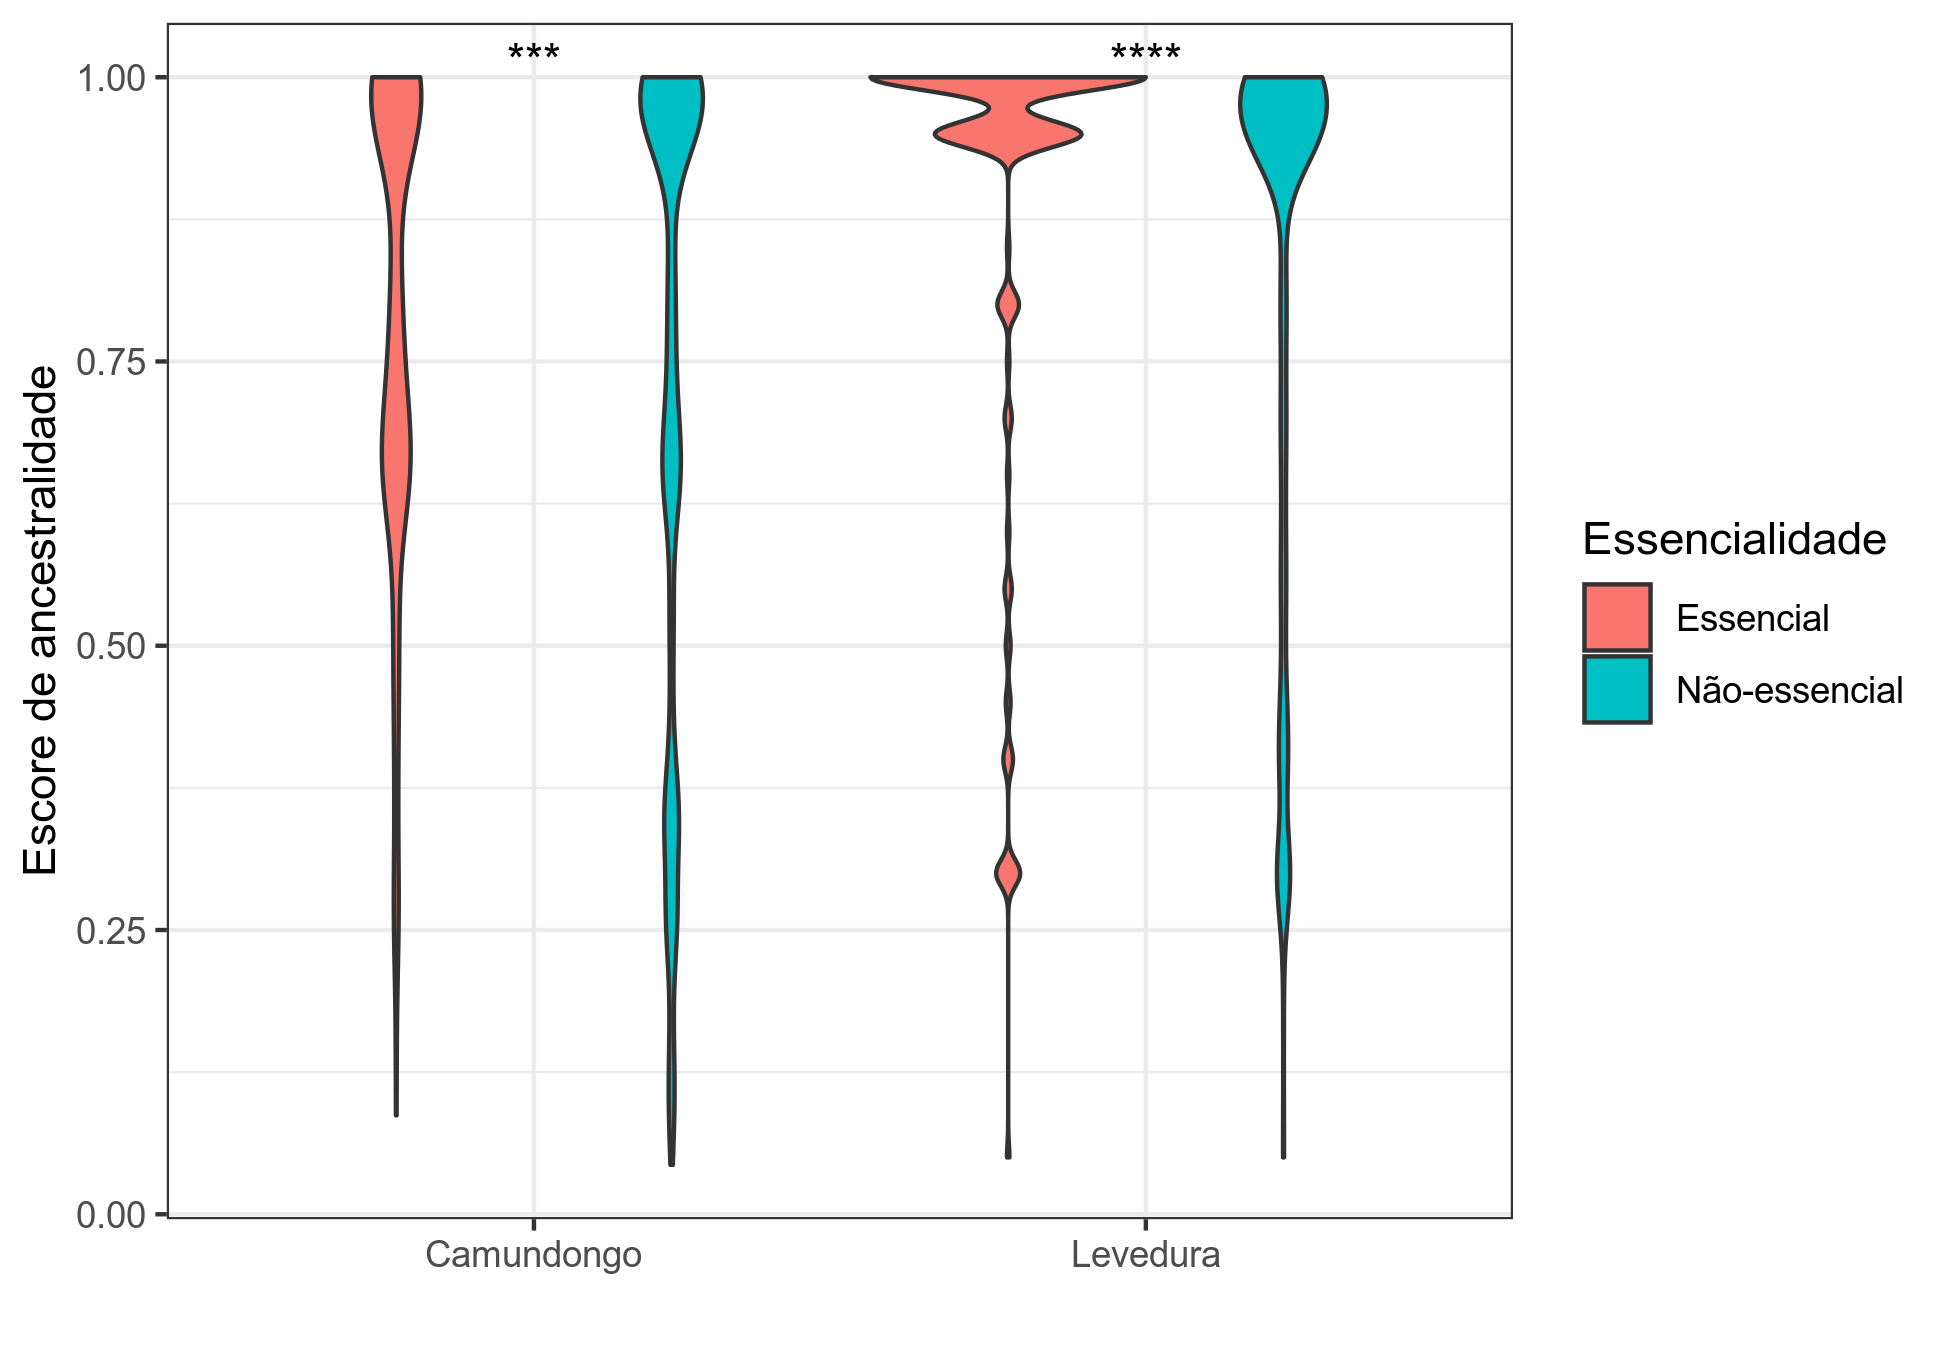 *** ****
1.00
0.75
0.50
0.25
0.00
Escore de ancestralidade
Camundongo Levedura
Essencialidade
Essencial
Não-essencial